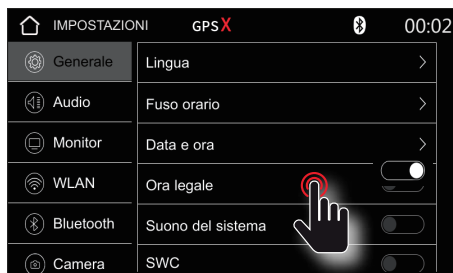 IMPOSTAZIONI GPSX 00:02
Generale
Lingua
Audio
Fuso orario
Monitor
Data e ora
WLAN
Ora legale
Bluetooth
Suono del sistema
Camera
SWC